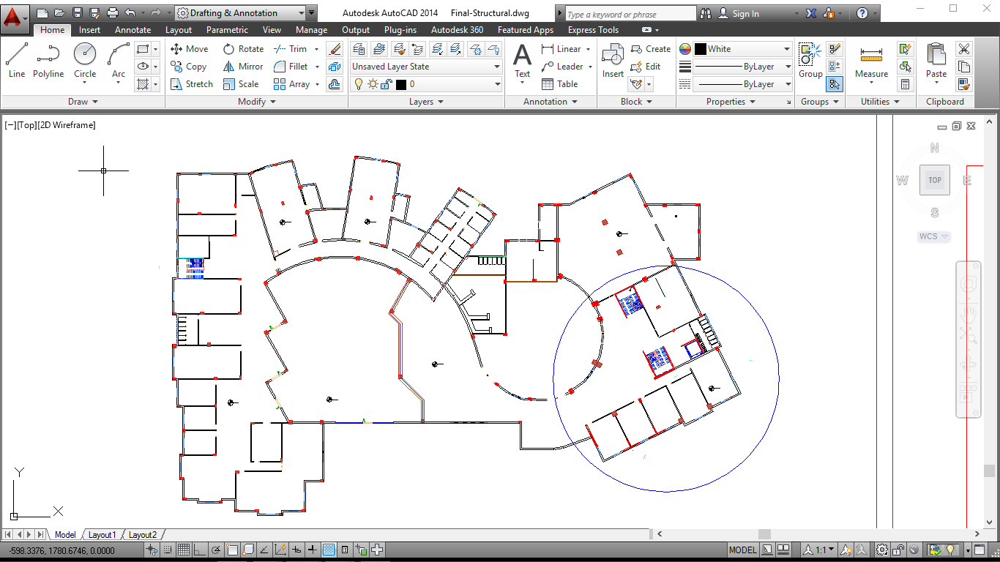 Drafting & Annotation
Autodesk AutoCAD 2014 Final-Structural.dwg
Type a keyword or phrase
Sign In
Home Insert Annotate Layout Parametric View Manage Output Plug-ins Autodesk 360 Featured Apps Express Tools
Line
Polyline
Circle
Arc
Draw
Move
Rotate
Trim
Copy
Mirror
Fillet
Stretch
Scale
Array
Modify
Unsaved Layer State
0
Layers
Text
Linear
Leader
Table
Annotation
Insert
Create
Edit
Block
White
ByLayer
ByLayer
Properties
Group
Groups
Measure
Utilities
Paste
Clipboard
[−][Top][2D Wireframe]
N
W
TOP
E
S
WCS
Y
X
Model Layout1 Layout2
-598.3376, 1780.6746, 0.0000
MODEL
1:1